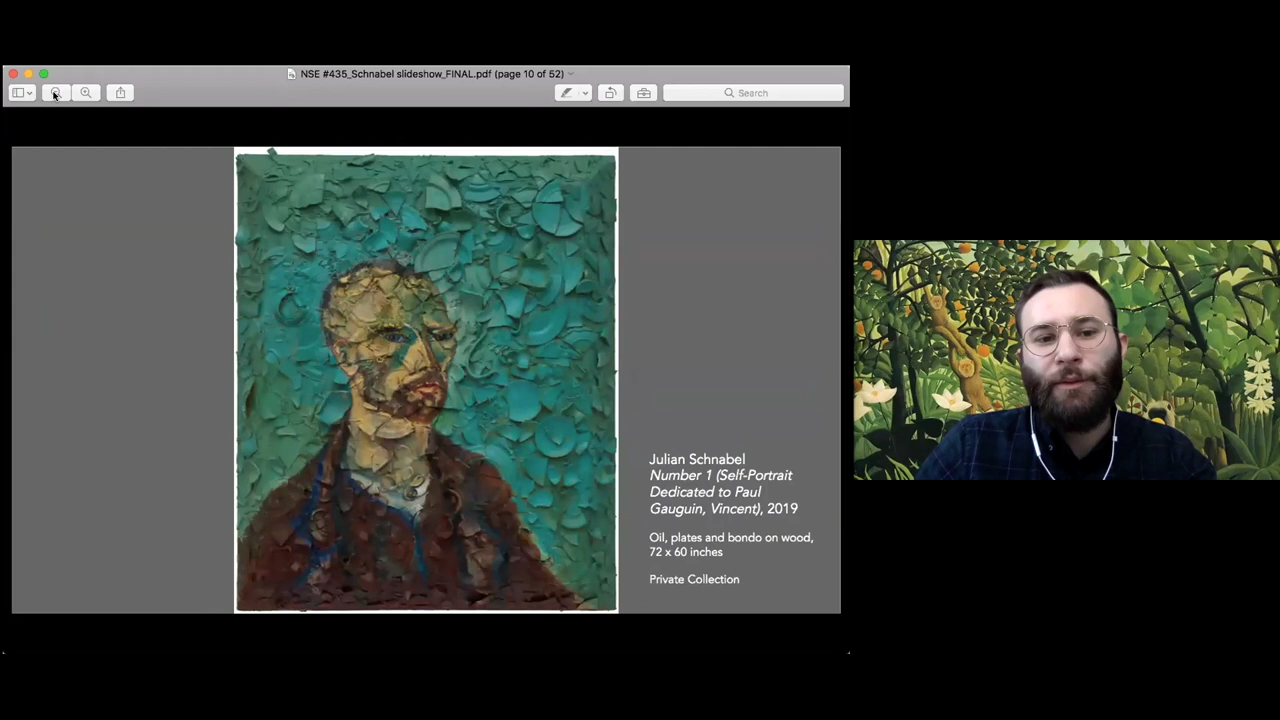 NSE #435_Schnabel slideshow_FINAL.pdf (page 10 of 52)
Search
Julian Schnabel
Number 1 (Self-Portrait
Dedicated to Paul
Gauguin, Vincent), 2019
Oil, plates and bondo on wood,
72 x 60 inches
Private Collection